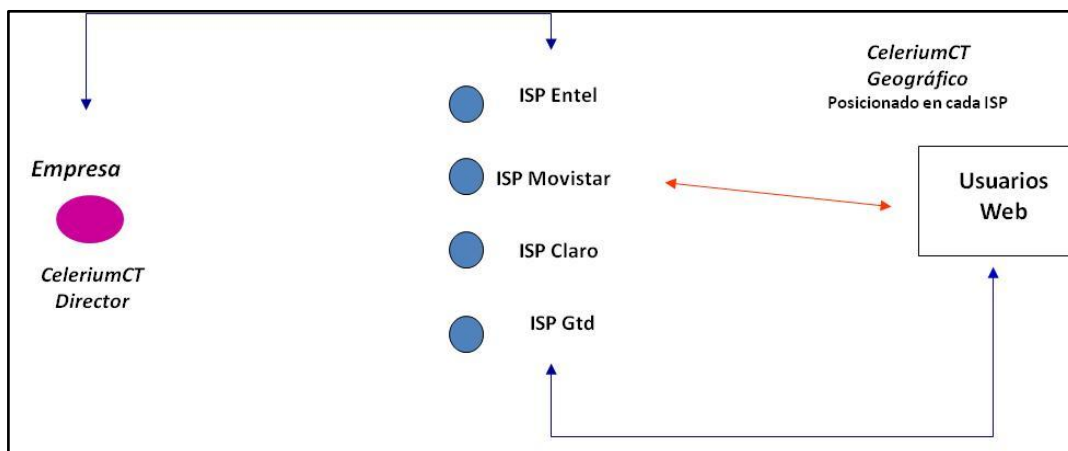 Empresa
CeleriumCT
Director
ISP Entel
ISP Movistar
ISP Claro
ISP Gtd
CeleriumCT
Geográfico
Posicionado en cada ISP
Usuarios
Web